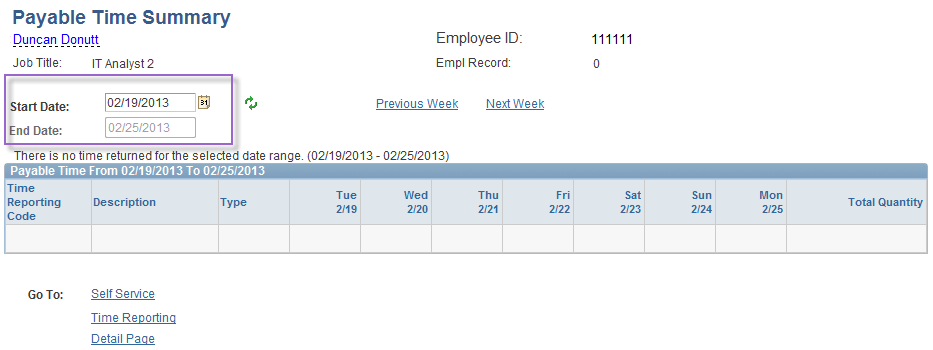 Payable Time Summary
Duncan Donutt Employee ID: 111111
Job Title: IT Analyst 2 Empl Record: 0
Start Date: 02/19/2013 31 Previous Week Next Week
End Date: 02/25/2013
There is no time returned for the selected date range. (02/19/2013 - 02/25/2013)
Payable Time From 02/19/2013 To 02/25/2013
Time Reporting Code Description Type Tue 2/19 Wed 2/20 Thu 2/21 Fri 2/22 Sat 2/23 Sun 2/24 Mon 2/25 Total Quantity
Go To: Self Service
Time Reporting
Detail Page